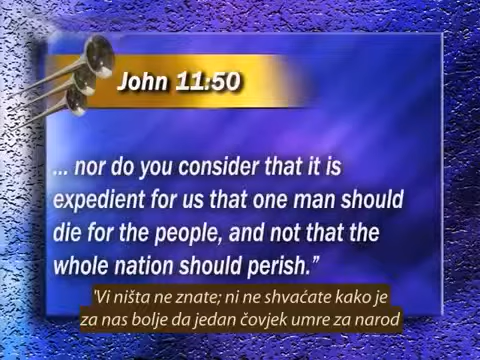 John 11:50
... nor do you consider that it is
expedient for us that one man should
die for the people, and not that the
whole nation should perish.”
'Vi ništa ne znate; ni ne shvaćate kako je
za nas bolje da jedan čovjek umre za narod